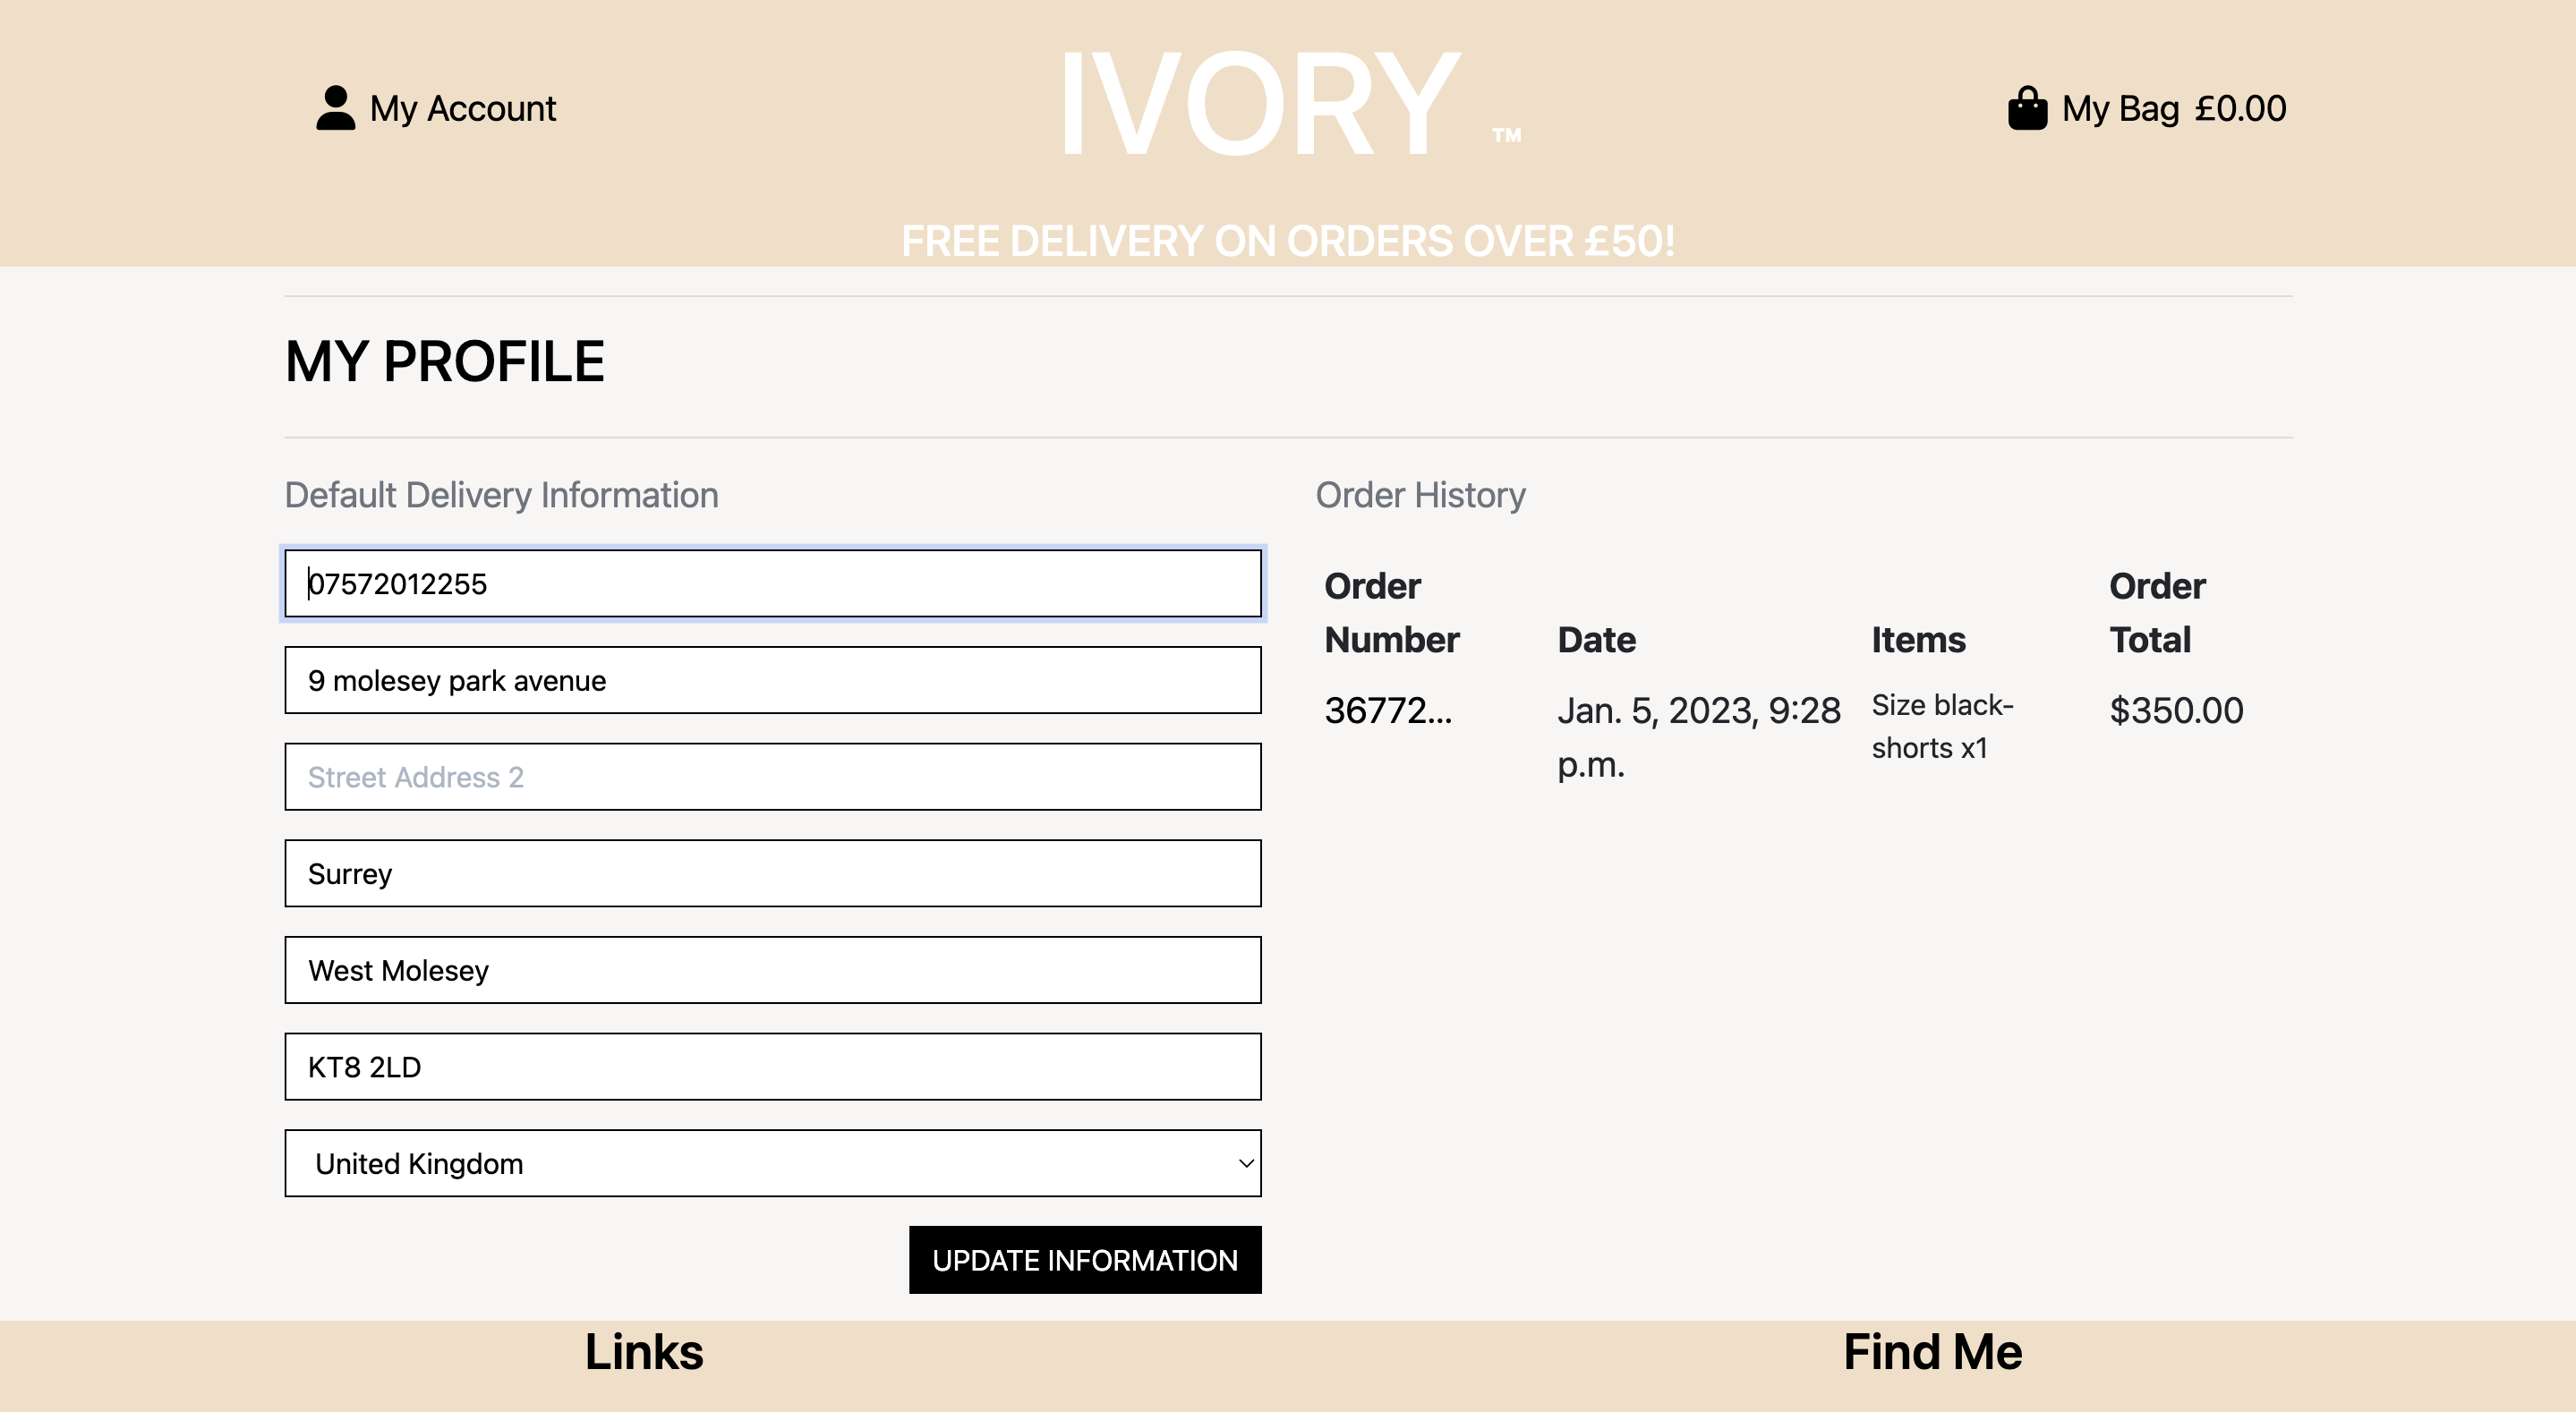 My Account
IVORY ™
My Bag £0.00
FREE DELIVERY ON ORDERS OVER £50!
MY PROFILE
Default Delivery Information
07572012255
9 molesey park avenue
Street Address 2
Surrey
West Molesey
KT8 2LD
United Kingdom
UPDATE INFORMATION
Order History
Order
Number
Date
Items
Order
Total
36772...
Jan. 5, 2023, 9:28
p.m.
Size black-
shorts x1
$350.00
Links
Find Me